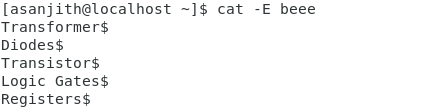 [asanjith@localhost ~]$ cat -E beee
Transformer$
Diodes$
Transistor$
Logic Gates$
Registers$